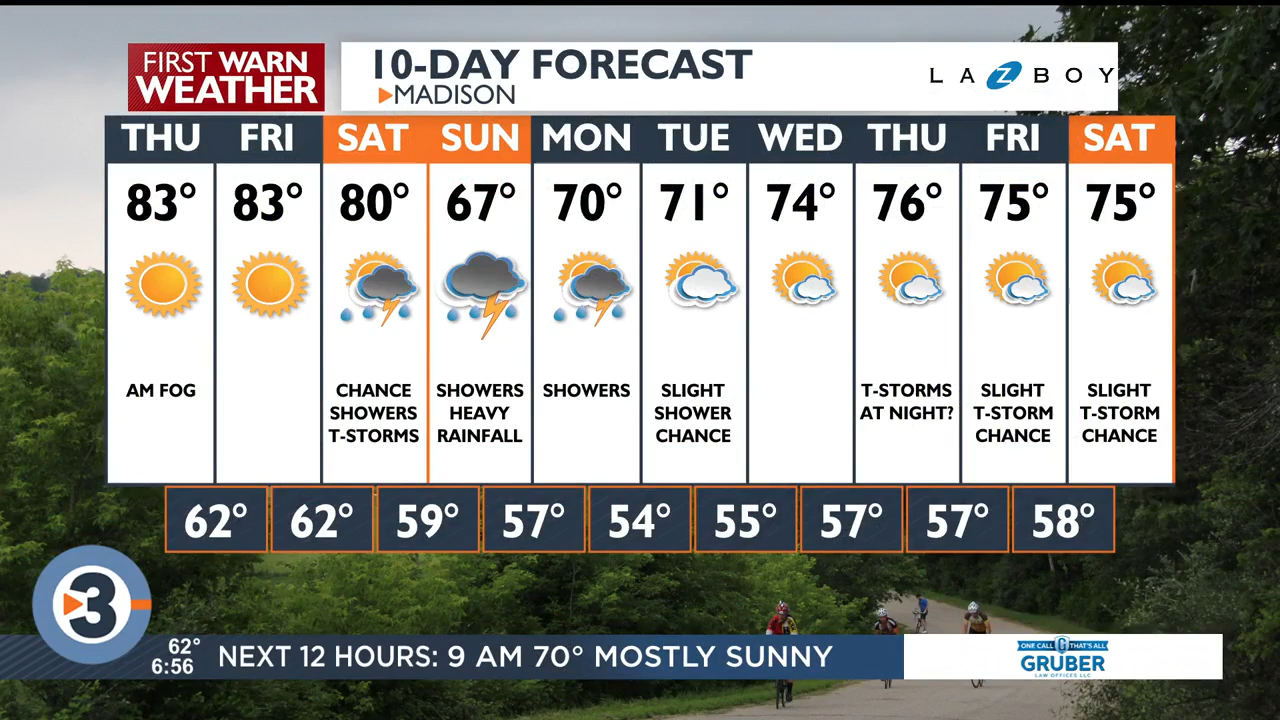 FIRST WARN
WEATHER
10-DAY FORECAST
MADISON
LA Z BOY
THU FRI SAT SUN MON TUE WED THU FRI SAT
83° 83° 80° 67° 70° 71° 74° 76° 75° 75°
AM FOG CHANCE SHOWERS SHOWERS SLIGHT T-STORMS SLIGHT SLIGHT
SHOWERS HEAVY SHOWER AT NIGHT? T-STORM T-STORM
T-STORMS RAINFALL CHANCE CHANCE CHANCE
62° 62° 59° 57° 54° 55° 57° 57° 58°
3
62°
6:56
NEXT 12 HOURS: 9 AM 70° MOSTLY SUNNY
ONE CALL G THAT'S ALL
GRUBER
LAW OFFICES LLC